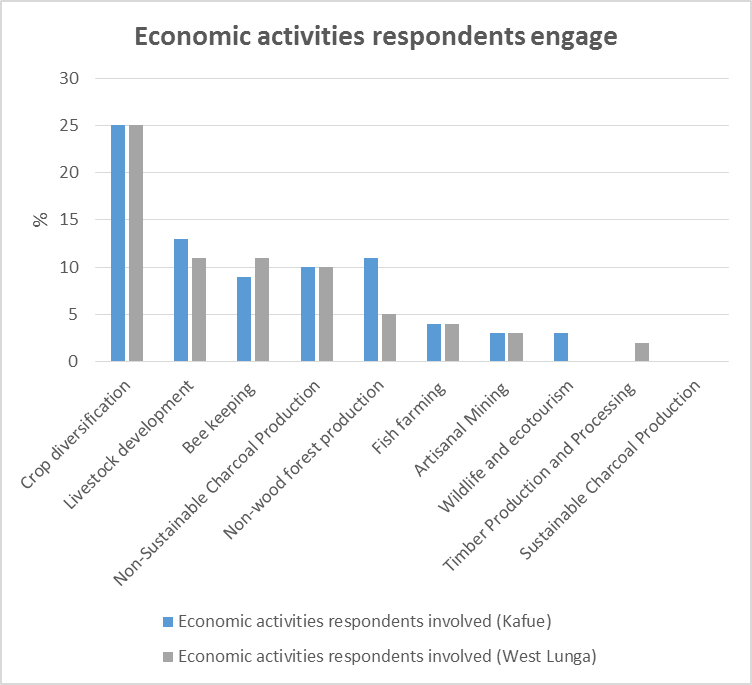 Economic activities respondents engage
30
25
20
15
10
5
0
%
Crop diversification
Livestock development
Bee keeping
Non-Sustainable Charcoal Production
Non-wood forest production
Fish farming
Artisanal Mining
Wildlife and ecotourism
Timber Production and Processing
Sustainable Charcoal Production
Economic activities respondents involved (Kafue)
Economic activities respondents involved (West Lunga)